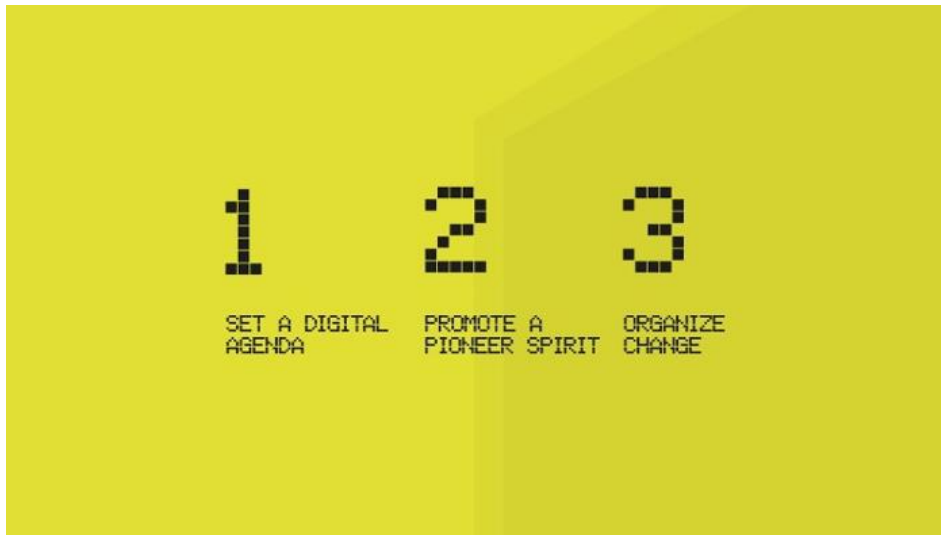 1
SET A DIGITAL
AGENDA
2
PROMOTE A
PIONEER SPIRIT
3
ORGANIZE
CHANGE